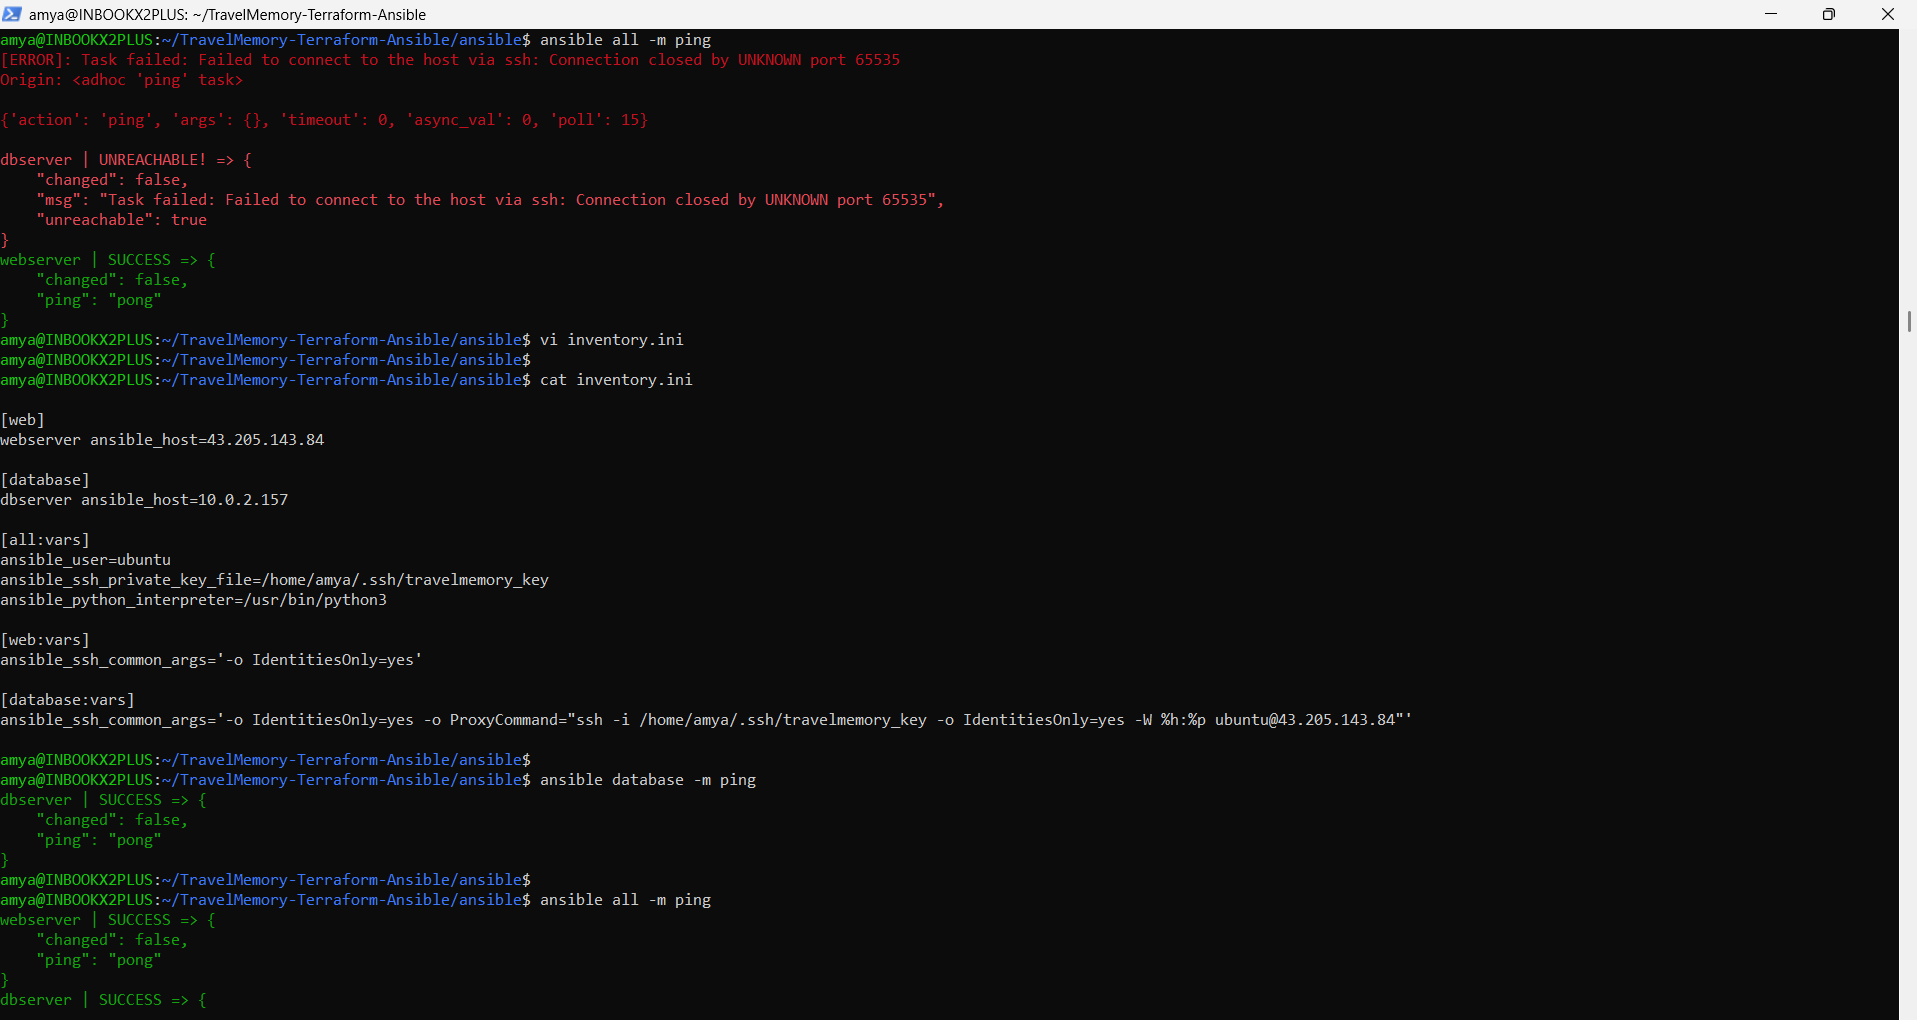 amya@INBOOKX2PLUS: ~/TravelMemory-Terraform-Ansible
amya@INBOOKX2PLUS:~/TravelMemory-Terraform-Ansible/ansible$ ansible all -m ping
[ERROR]: Task failed: Failed to connect to the host via ssh: Connection closed by UNKNOWN port 65535
Origin: <adhoc 'ping' task>
{'action': 'ping', 'args': {}, 'timeout': 0, 'async_val': 0, 'poll': 15}
dbserver | UNREACHABLE! => {
    "changed": false,
    "msg": "Task failed: Failed to connect to the host via ssh: Connection closed by UNKNOWN port 65535",
    "unreachable": true
}
webserver | SUCCESS => {
    "changed": false,
    "ping": "pong"
}
amya@INBOOKX2PLUS:~/TravelMemory-Terraform-Ansible/ansible$ vi inventory.ini
amya@INBOOKX2PLUS:~/TravelMemory-Terraform-Ansible/ansible$
amya@INBOOKX2PLUS:~/TravelMemory-Terraform-Ansible/ansible$ cat inventory.ini
[web]
webserver ansible_host=43.205.143.84
[database]
dbserver ansible_host=10.0.2.157
[all:vars]
ansible_user=ubuntu
ansible_ssh_private_key_file=/home/amya/.ssh/travelmemory_key
ansible_python_interpreter=/usr/bin/python3
[web:vars]
ansible_ssh_common_args='-o IdentitiesOnly=yes'
[database:vars]
ansible_ssh_common_args='-o IdentitiesOnly=yes -o ProxyCommand="ssh -i /home/amya/.ssh/travelmemory_key -o IdentitiesOnly=yes -W %h:%p ubuntu@43.205.143.84"'
amya@INBOOKX2PLUS:~/TravelMemory-Terraform-Ansible/ansible$
amya@INBOOKX2PLUS:~/TravelMemory-Terraform-Ansible/ansible$ ansible database -m ping
dbserver | SUCCESS => {
    "changed": false,
    "ping": "pong"
}
amya@INBOOKX2PLUS:~/TravelMemory-Terraform-Ansible/ansible$
amya@INBOOKX2PLUS:~/TravelMemory-Terraform-Ansible/ansible$ ansible all -m ping
webserver | SUCCESS => {
    "changed": false,
    "ping": "pong"
}
dbserver | SUCCESS => {